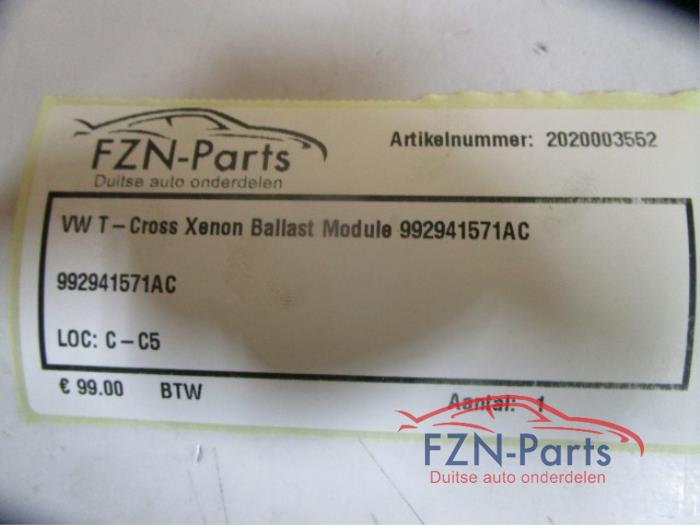 FZN-Parts
Duitse auto onderdelen
Artikelnummer: 2020003552
VW T-Cross Xenon Ballast Module 992941571AC
992941571AC
LOC: C-C5
€ 99.00 BTW
Aantal: 1
FZN-Parts
Duitse auto onderdelen